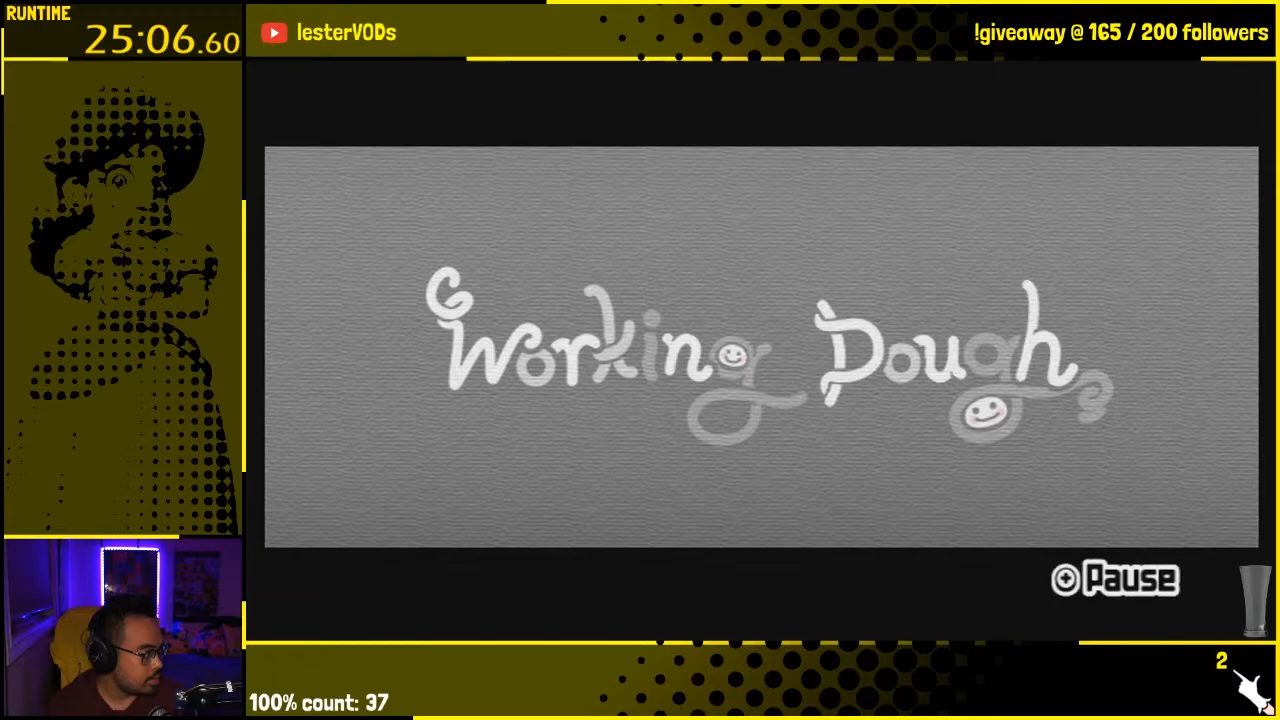 RUNTIME
25:06.60
lesterVODs
!giveaway @ 165 / 200 followers
Working Dough
Pause
2
100% count: 37